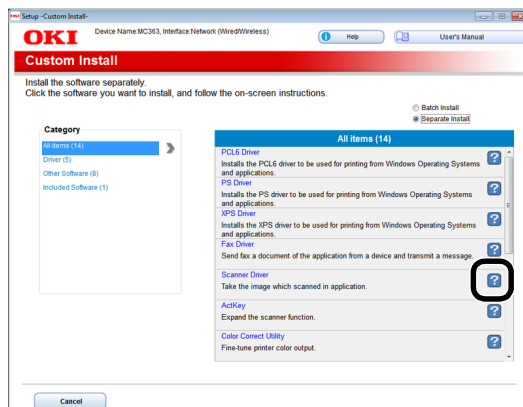 Setup -Custom Install-
OKI
Device Name:MC363, Interface:Network (Wired/Wireless)
Help
User's Manual
Custom Install
Install the software separately.
Click the software you want to install, and follow the on-screen instructions.
Batch Install
Separate Install
Category
All items (14)
Driver (5)
Other Software (8)
Included Software (1)
All items (14)
PCL6 Driver
Installs the PCL6 driver to be used for printing from Windows Operating Systems
and applications.
PS Driver
Installs the PS driver to be used for printing from Windows Operating Systems
and applications.
XPS Driver
Installs the XPS driver to be used for printing from Windows Operating Systems
and applications.
Fax Driver
Send fax a document of the application from a device and transmit a message.
Scanner Driver
Take the image which scanned in application.
ActKey
Expand the scanner function.
Color Correct Utility
Fine-tune printer color output.
Cancel